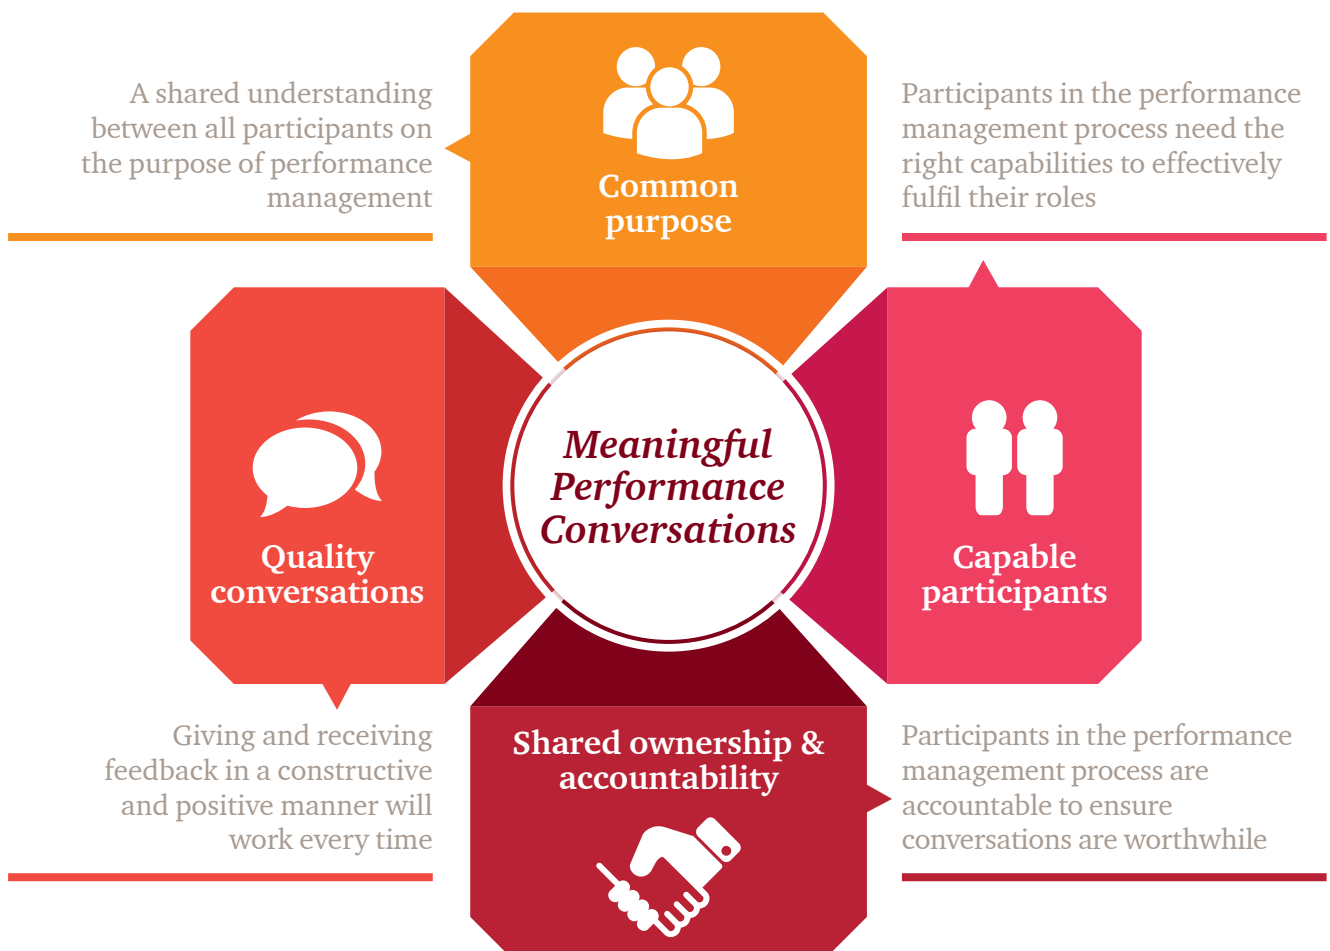 A shared understanding
between all participants on
the purpose of performance
management
Common
purpose
Participants in the performance
management process need the
right capabilities to effectively
fulfil their roles
Quality
conversations
Meaningful
Performance
Conversations
Capable
participants
Giving and receiving
feedback in a constructive
and positive manner will
work every time
Shared ownership &
accountability
Participants in the performance
management process are
accountable to ensure
conversations are worthwhile